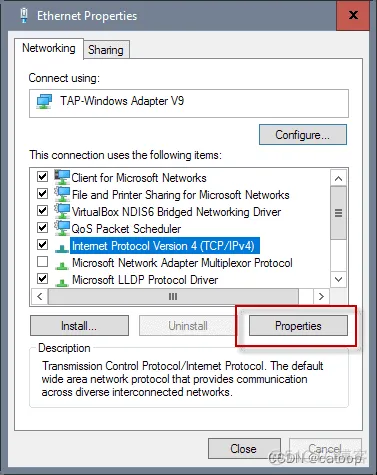 Ethernet Properties
Networking
Sharing
Connect using:
TAP-Windows Adapter V9
Configure...
This connection uses the following items:
Client for Microsoft Networks
File and Printer Sharing for Microsoft Networks
VirtualBox NDIS6 Bridged Networking Driver
QoS Packet Scheduler
Internet Protocol Version 4 (TCP/IPv4)
Microsoft Network Adapter Multiplexor Protocol
Microsoft LLDP Protocol Driver
Install...
Uninstall
Properties
Description
Transmission Control Protocol/Internet Protocol. The default
wide area network protocol that provides communication
across diverse interconnected networks.
Close
Cancel
CSDN @catoop